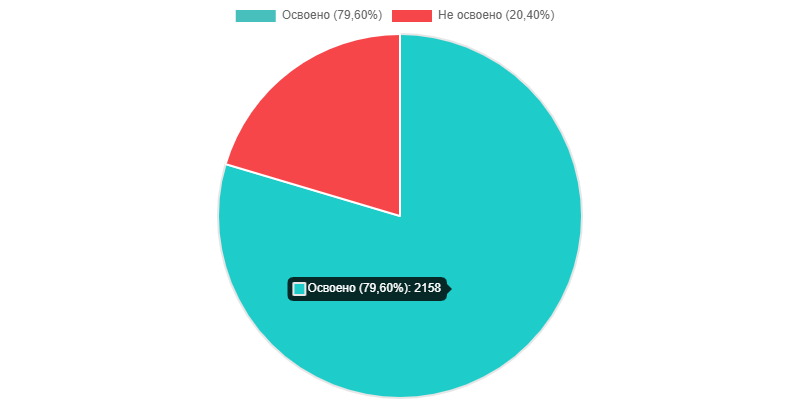 Освоено (79,60%) Не освоено (20,40%)
Освоено (79,60%): 2158